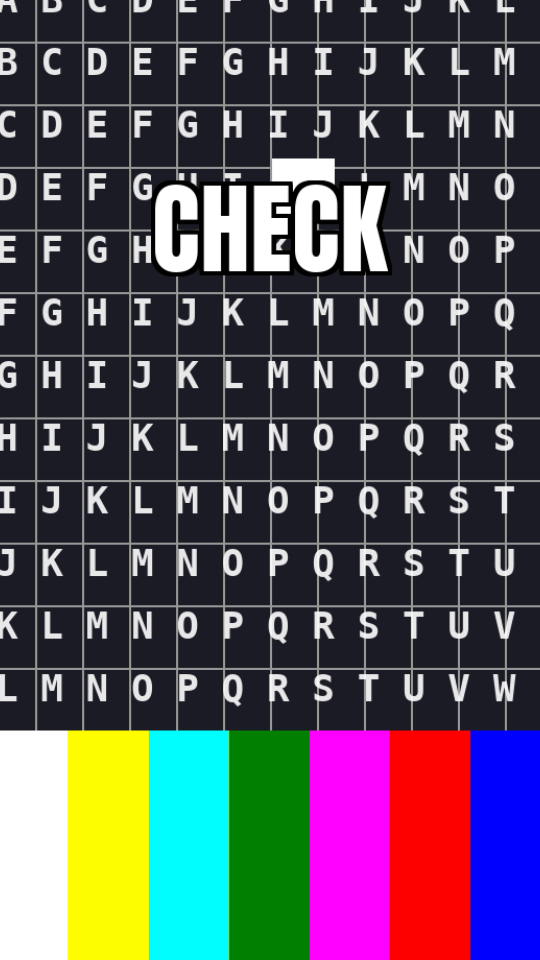 A B C D E F G H I J K L
B C D E F G H I J K L M
C D E F G H I J K L M N
D E F G H I L M N O
CHECK
E F G H K N O P
F G H I J K L M N O P Q
G H I J K L M N O P Q R
H I J K L M N O P Q R S
I J K L M N O P Q R S T
J K L M N O P Q R S T U
K L M N O P Q R S T U V
L M N O P Q R S T U V W